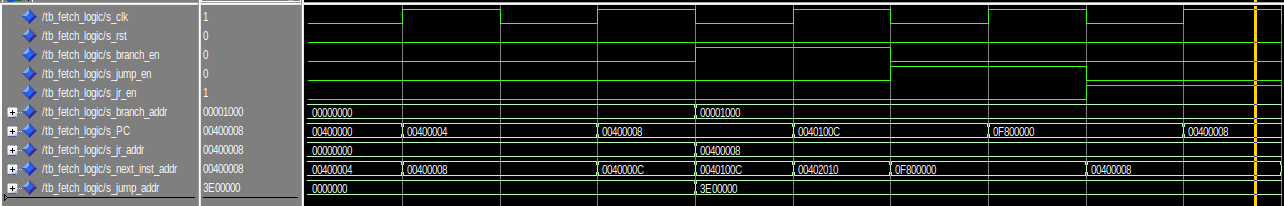 /tb_fetch_logic/s_clk 1
/tb_fetch_logic/s_rst 0
/tb_fetch_logic/s_branch_en 0
/tb_fetch_logic/s_jump_en 0
/tb_fetch_logic/s_jr_en 1
/tb_fetch_logic/s_branch_addr 00001000 00000000 00001000
/tb_fetch_logic/s_PC 00400008 00400000 00400004 00400008 0040100C 0F800000 00400008
/tb_fetch_logic/s_jr_addr 00400008 00000000 00400008
/tb_fetch_logic/s_next_inst_addr 00400008 00400004 00400008 0040000C 0040100C 00402010 0F800000 00400008
/tb_fetch_logic/s_jump_addr 3E00000 0000000 3E00000